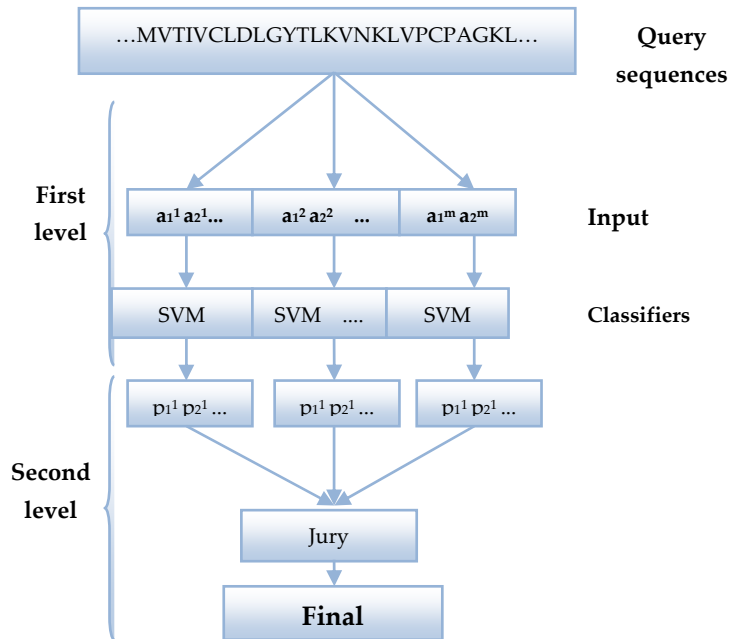 …MVTIVCLDLGYTLKVNKLVPCPAGKL…
Query
sequences
First
level
a₁¹ a₂¹... a₁² a₂² ... a₁ᵐ a₂ᵐ
Input
SVM SVM .... SVM
Classifiers
p₁¹ p₂¹ ... p₁¹ p₂¹ ... p₁¹ p₂¹ ...
Second
level
Jury
Final